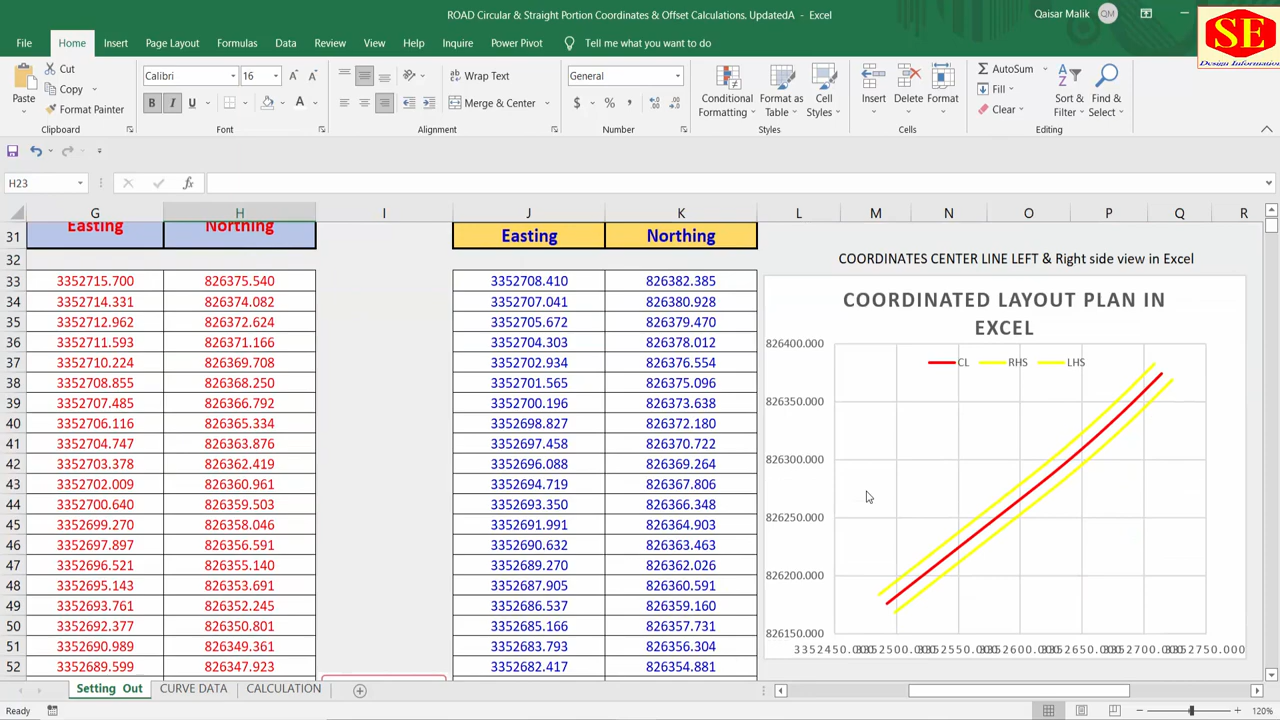 ROAD Circular & Straight Portion Coordinates & Offset Calculations. UpdatedA - Excel
Qaisar Malik QM
SE
Design Information
File Home Insert Page Layout Formulas Data Review View Help Inquire Power Pivot Tell me what you want to do
Paste
Cut
Copy
Format Painter
Clipboard
Calibri 16
B I U
Font
Wrap Text
Merge & Center
Alignment
General
$ % ,
Number
Conditional Formatting
Format as Table
Cell Styles
Styles
Insert Delete Format
Cells
AutoSum
Fill
Clear
Sort & Filter
Find & Select
Editing
H23
fx
G H I J K L M N O P Q R
31 Easting Northing Easting Northing
32 COORDINATES CENTER LINE LEFT & Right side view in Excel
33 3352715.700 826375.540 3352708.410 826382.385
34 3352714.331 826374.082 3352707.041 826380.928
35 3352712.962 826372.624 3352705.672 826379.470
36 3352711.593 826371.166 3352704.303 826378.012
37 3352710.224 826369.708 3352702.934 826376.554
38 3352708.855 826368.250 3352701.565 826375.096
39 3352707.485 826366.792 3352700.196 826373.638
40 3352706.116 826365.334 3352698.827 826372.180
41 3352704.747 826363.876 3352697.458 826370.722
42 3352703.378 826362.419 3352696.088 826369.264
43 3352702.009 826360.961 3352694.719 826367.806
44 3352700.640 826359.503 3352693.350 826366.348
45 3352699.270 826358.046 3352691.991 826364.903
46 3352697.897 826356.591 3352690.632 826363.463
47 3352696.521 826355.140 3352689.270 826362.026
48 3352695.143 826353.691 3352687.905 826360.591
49 3352693.761 826352.245 3352686.537 826359.160
50 3352692.377 826350.801 3352685.166 826357.731
51 3352690.989 826349.361 3352683.793 826356.304
52 3352689.599 826347.923 3352682.417 826354.881
COORDINATED LAYOUT PLAN IN
EXCEL
CL RHS LHS
826400.000
826350.000
826300.000
826250.000
826200.000
826150.000
Setting Out CURVE DATA CALCULATION
Ready
120%